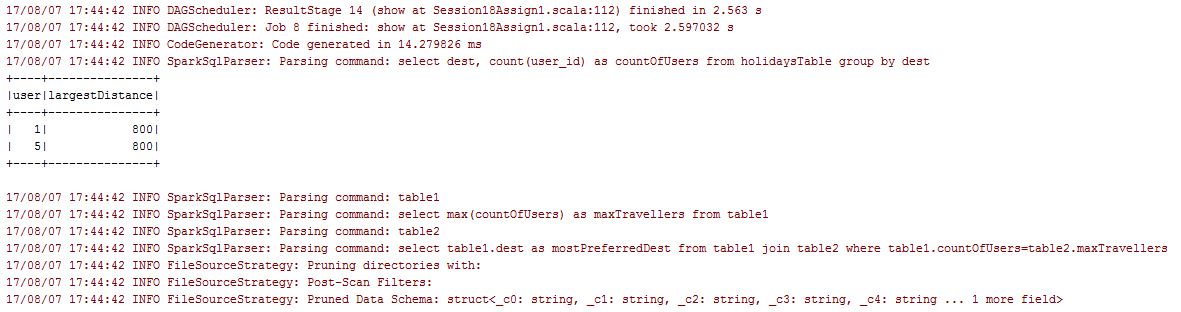 17/08/07 17:44:42 INFO DAGScheduler: ResultStage 14 (show at Session18Assign1.scala:112) finished in 2.563 s
17/08/07 17:44:42 INFO DAGScheduler: Job 8 finished: show at Session18Assign1.scala:112, took 2.597032 s
17/08/07 17:44:42 INFO CodeGenerator: Code generated in 14.279826 ms
17/08/07 17:44:42 INFO SparkSqlParser: Parsing command: select dest, count(user_id) as countOfUsers from holidaysTable group by dest
+----+---------------+
|user|largestDistance|
+----+---------------+
|   1|            800|
|   5|            800|
+----+---------------+
17/08/07 17:44:42 INFO SparkSqlParser: Parsing command: table1
17/08/07 17:44:42 INFO SparkSqlParser: Parsing command: select max(countOfUsers) as maxTravellers from table1
17/08/07 17:44:42 INFO SparkSqlParser: Parsing command: table2
17/08/07 17:44:42 INFO SparkSqlParser: Parsing command: select table1.dest as mostPreferredDest from table1 join table2 where table1.countOfUsers=table2.maxTravellers
17/08/07 17:44:42 INFO FileSourceStrategy: Pruning directories with:
17/08/07 17:44:42 INFO FileSourceStrategy: Post-Scan Filters:
17/08/07 17:44:42 INFO FileSourceStrategy: Pruned Data Schema: struct<_c0: string, _c1: string, _c2: string, _c3: string, _c4: string ... 1 more field>